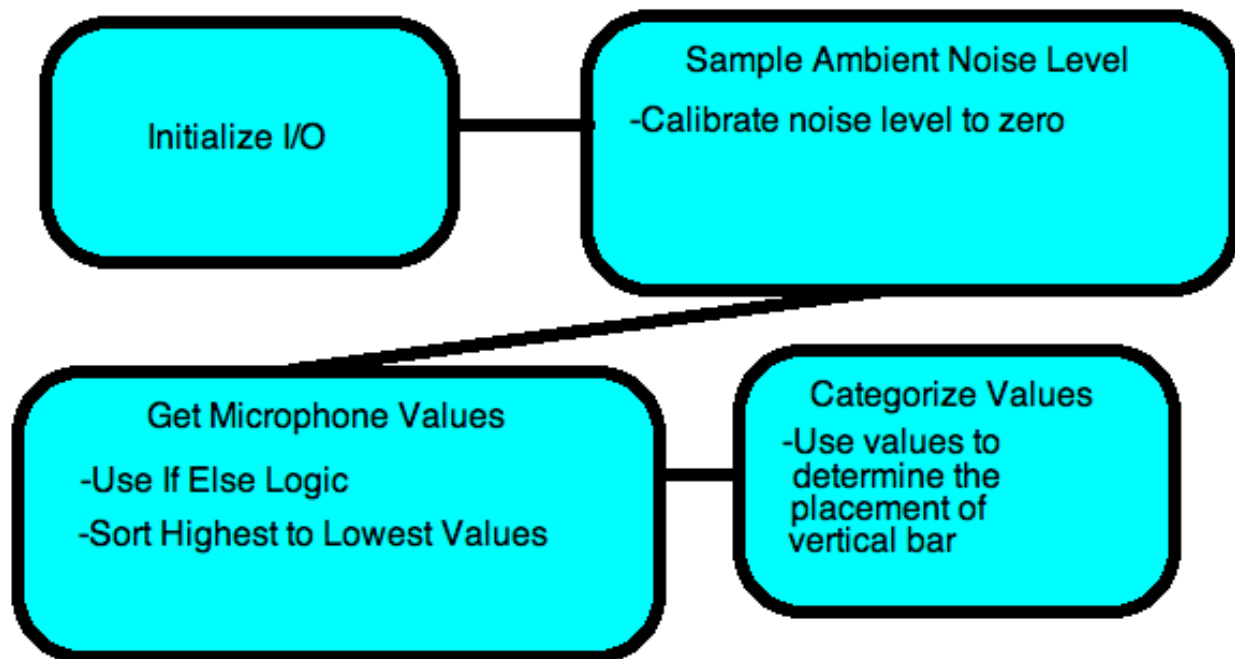 Initialize I/O
Sample Ambient Noise Level
-Calibrate noise level to zero
Get Microphone Values
-Use If Else Logic
-Sort Highest to Lowest Values
Categorize Values
-Use values to
determine the
placement of
vertical bar